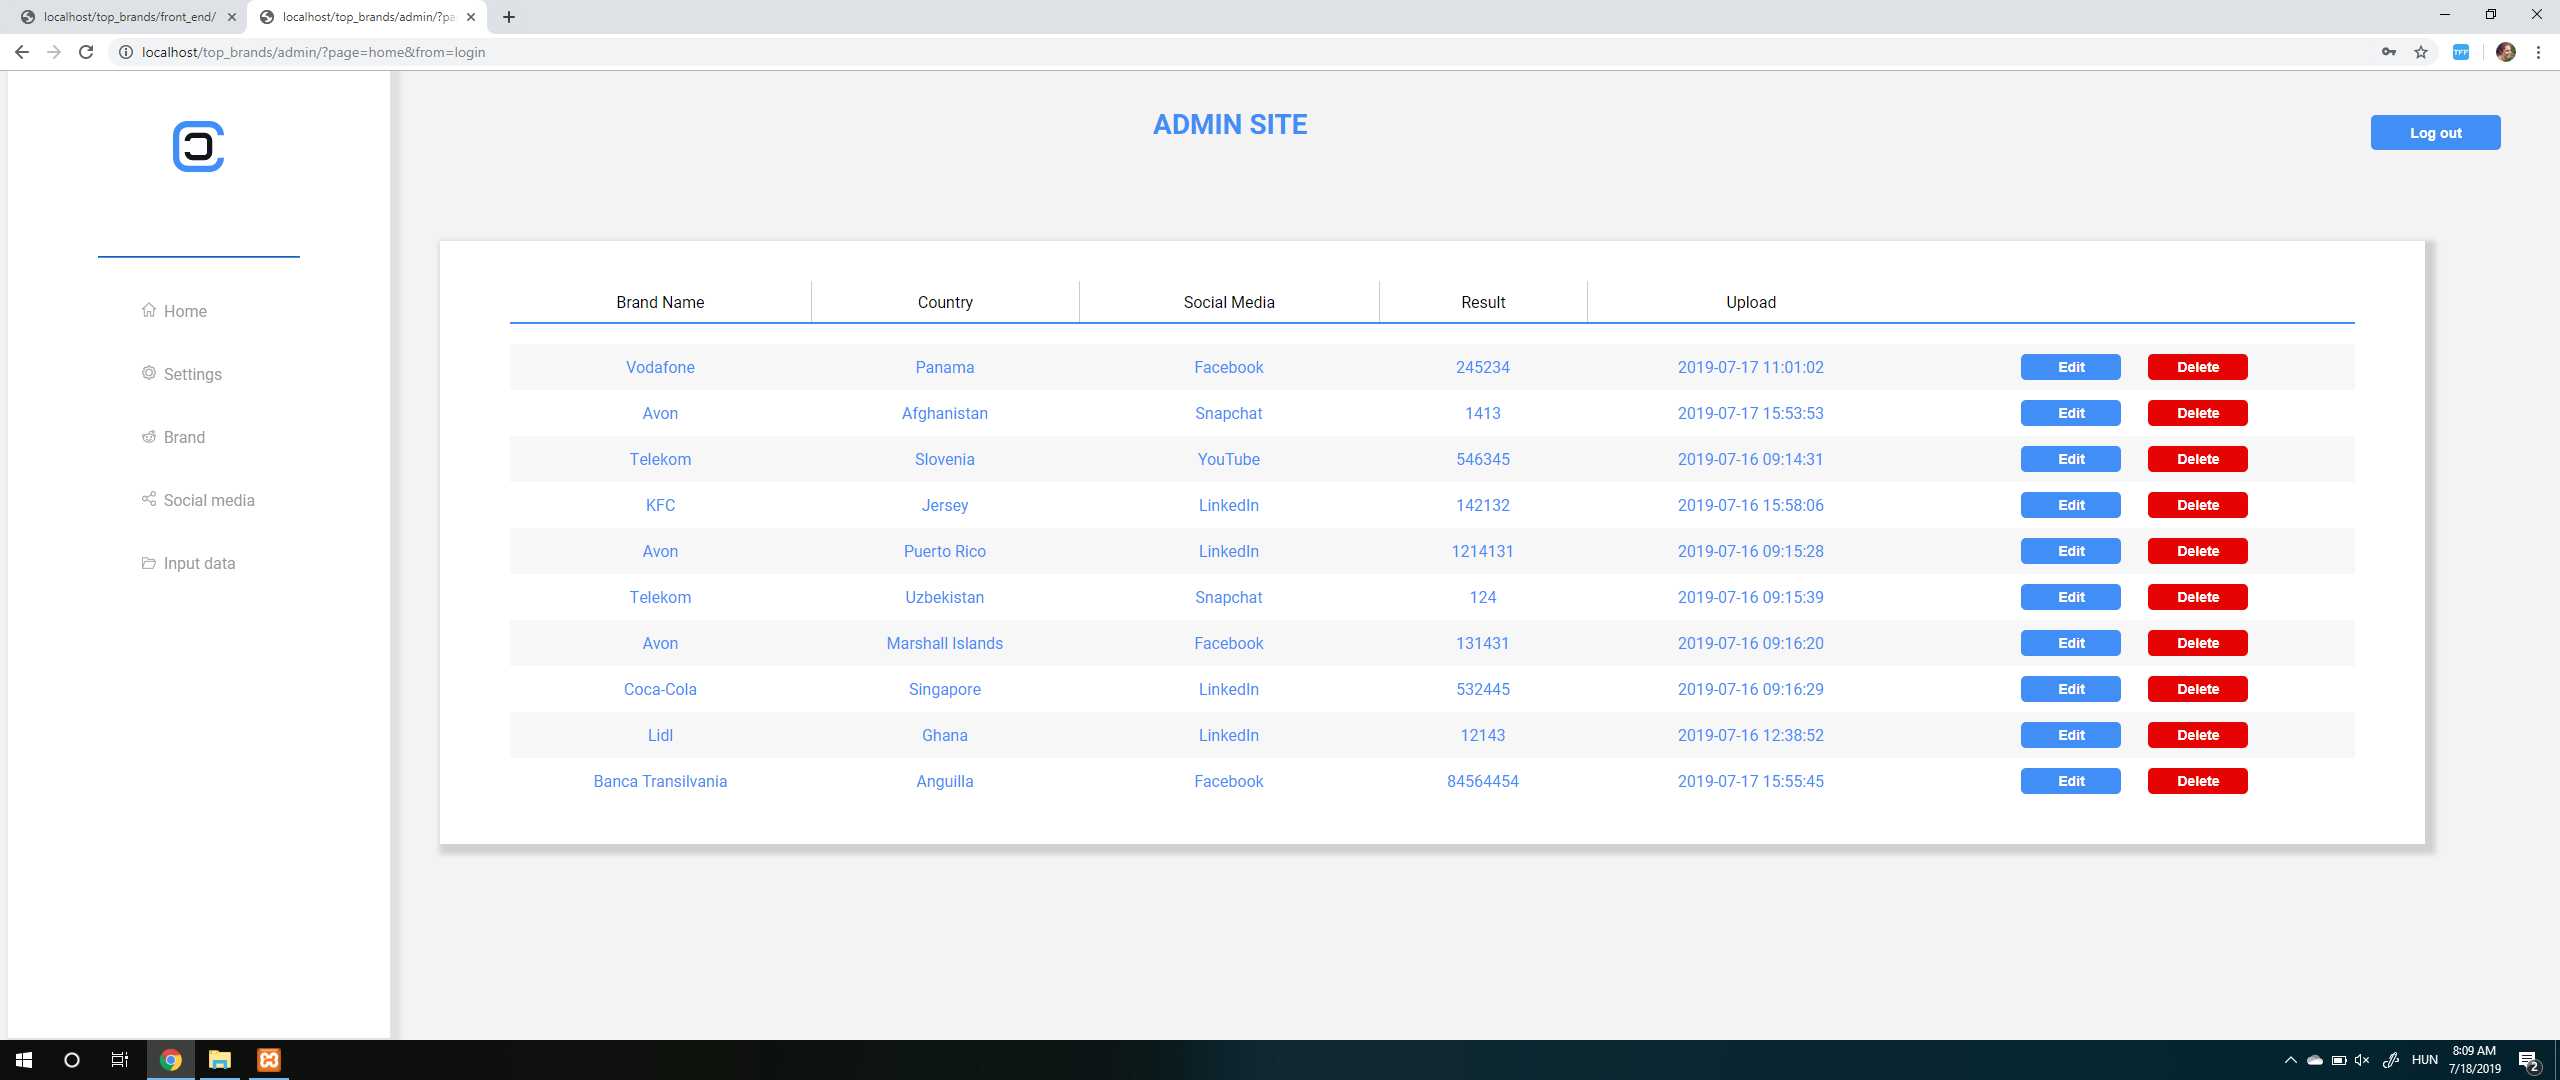 localhost/top_brands/front_end/
localhost/top_brands/admin/?pa
localhost/top_brands/admin/?page=home&from=login
TFF
ADMIN SITE
Log out
Home
Settings
Brand
Social media
Input data
Brand Name Country Social Media Result Upload
Vodafone Panama Facebook 245234 2019-07-17 11:01:02 Edit Delete
Avon Afghanistan Snapchat 1413 2019-07-17 15:53:53 Edit Delete
Telekom Slovenia YouTube 546345 2019-07-16 09:14:31 Edit Delete
KFC Jersey LinkedIn 142132 2019-07-16 15:58:06 Edit Delete
Avon Puerto Rico LinkedIn 1214131 2019-07-16 09:15:28 Edit Delete
Telekom Uzbekistan Snapchat 124 2019-07-16 09:15:39 Edit Delete
Avon Marshall Islands Facebook 131431 2019-07-16 09:16:20 Edit Delete
Coca-Cola Singapore LinkedIn 532445 2019-07-16 09:16:29 Edit Delete
Lidl Ghana LinkedIn 12143 2019-07-16 12:38:52 Edit Delete
Banca Transilvania Anguilla Facebook 84564454 2019-07-17 15:55:45 Edit Delete
HUN
8:09 AM
7/18/2019
2